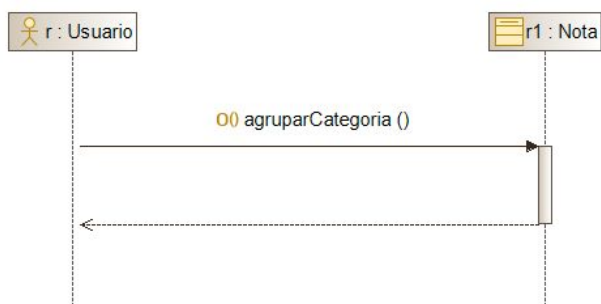 r : Usuario
r1 : Nota
O() agruparCategoria ()